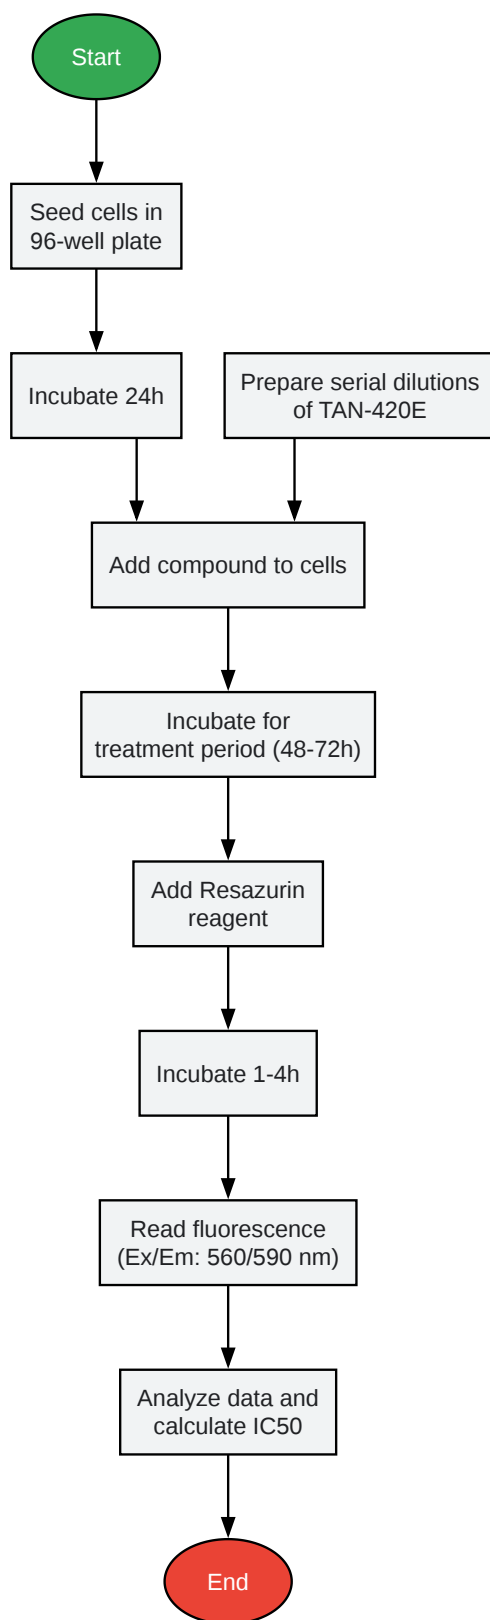 Start
Seed cells in
96-well plate
Incubate 24h
Prepare serial dilutions
of TAN-420E
Add compound to cells
Incubate for
treatment period (48-72h)
Add Resazurin
reagent
Incubate 1-4h
Read fluorescence
(Ex/Em: 560/590 nm)
Analyze data and
calculate IC50
End